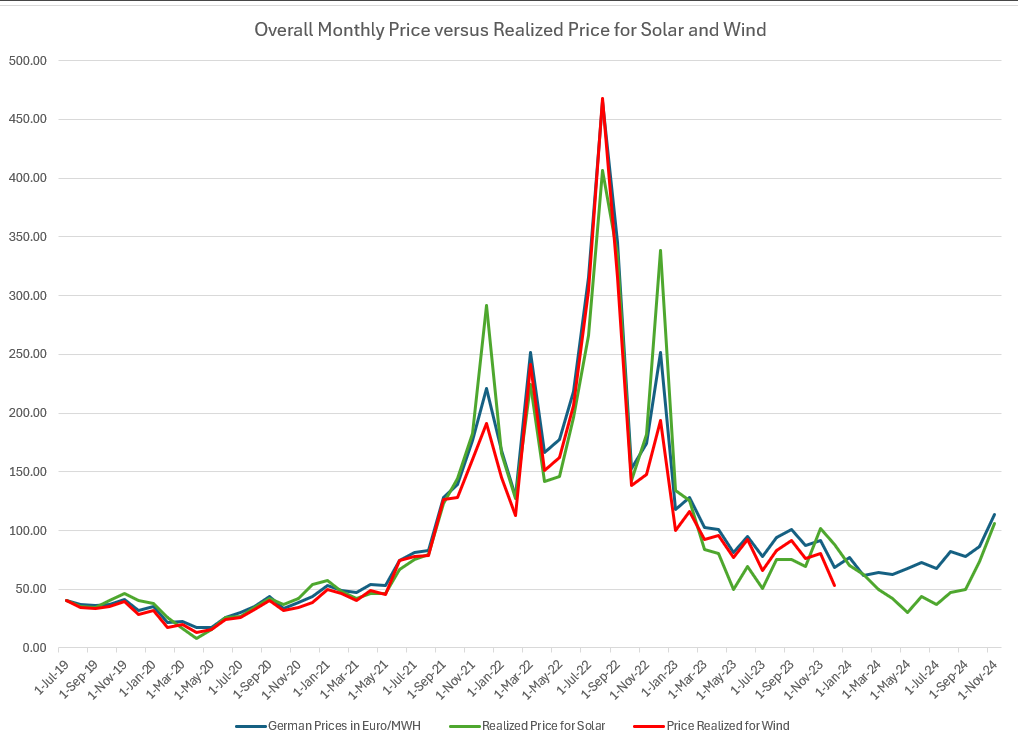 Overall Monthly Price versus Realized Price for Solar and Wind
500.00
450.00
400.00
350.00
300.00
250.00
200.00
150.00
100.00
50.00
0.00
1-Jul-19
1-Sep-19
1-Nov-19
1-Jan-20
1-Mar-20
1-May-20
1-Jul-20
1-Sep-20
1-Nov-20
1-Jan-21
1-Mar-21
1-May-21
1-Jul-21
1-Sep-21
1-Nov-21
1-Jan-22
1-Mar-22
1-May-22
1-Jul-22
1-Sep-22
1-Nov-22
1-Jan-23
1-Mar-23
1-May-23
1-Jul-23
1-Sep-23
1-Nov-23
1-Jan-24
1-Mar-24
1-May-24
1-Jul-24
1-Sep-24
1-Nov-24
German Prices in Euro/MWH
Realized Price for Solar
Price Realized for Wind